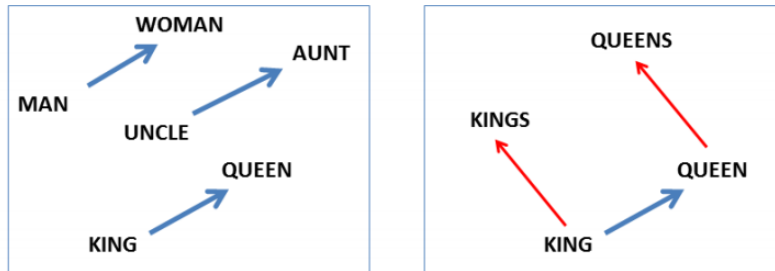 WOMAN
AUNT
MAN
UNCLE
QUEEN
KING
QUEENS
KINGS
QUEEN
KING